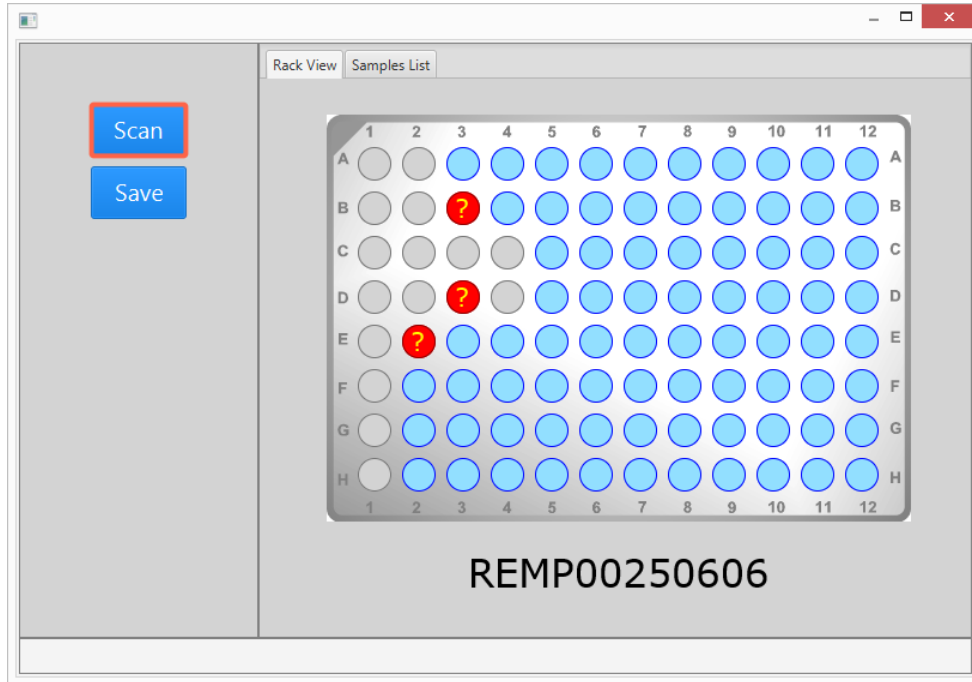 Rack View Samples List
Scan
Save
1 2 3 4 5 6 7 8 9 10 11 12
A A
B ? B
C C
D ? D
E ? E
F F
G G
H H
1 2 3 4 5 6 7 8 9 10 11 12
REMP00250606